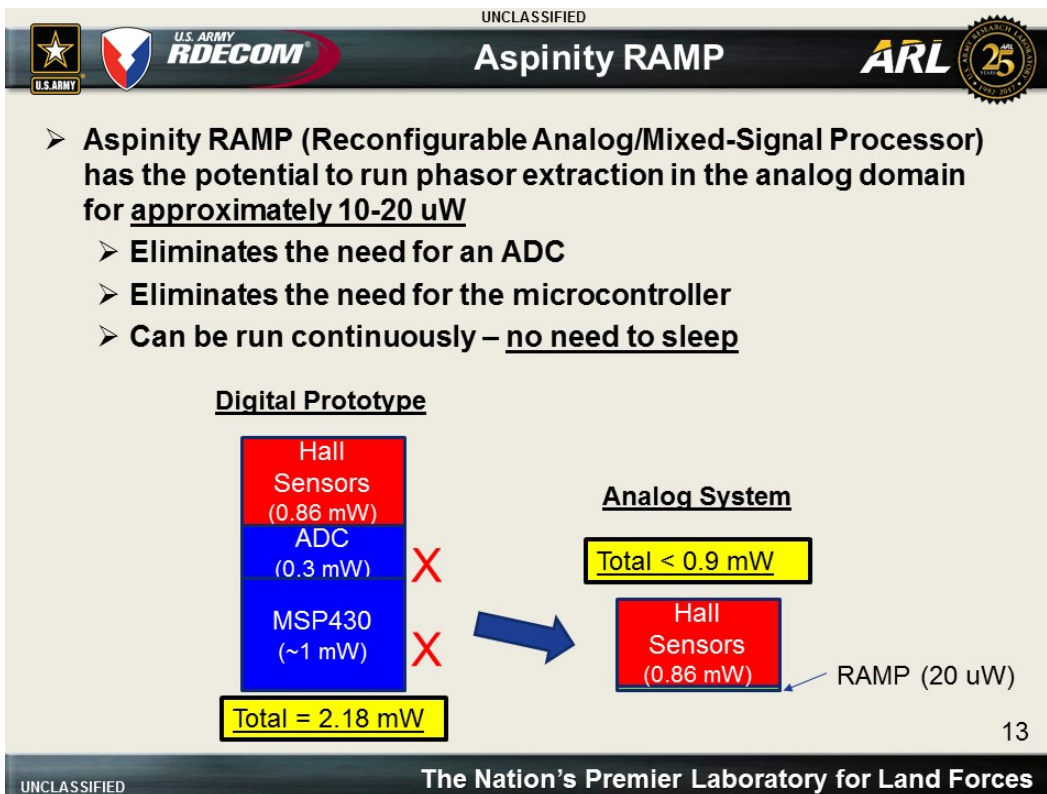 UNCLASSIFIED
U.S. ARMY
RDECOM®
Aspinity RAMP
ARL
ARL
25
YEARS
U.S.ARMY
➢ Aspinity RAMP (Reconfigurable Analog/Mixed-Signal Processor)
has the potential to run phasor extraction in the analog domain
for approximately 10-20 uW
➢ Eliminates the need for an ADC
➢ Eliminates the need for the microcontroller
➢ Can be run continuously – no need to sleep
Digital Prototype
Hall
Sensors
(0.86 mW)
ADC
(0.3 mW)
X
MSP430
(~1 mW)
X
Total = 2.18 mW
Analog System
Total < 0.9 mW
Hall
Sensors
(0.86 mW)
RAMP (20 uW)
13
UNCLASSIFIED
The Nation's Premier Laboratory for Land Forces